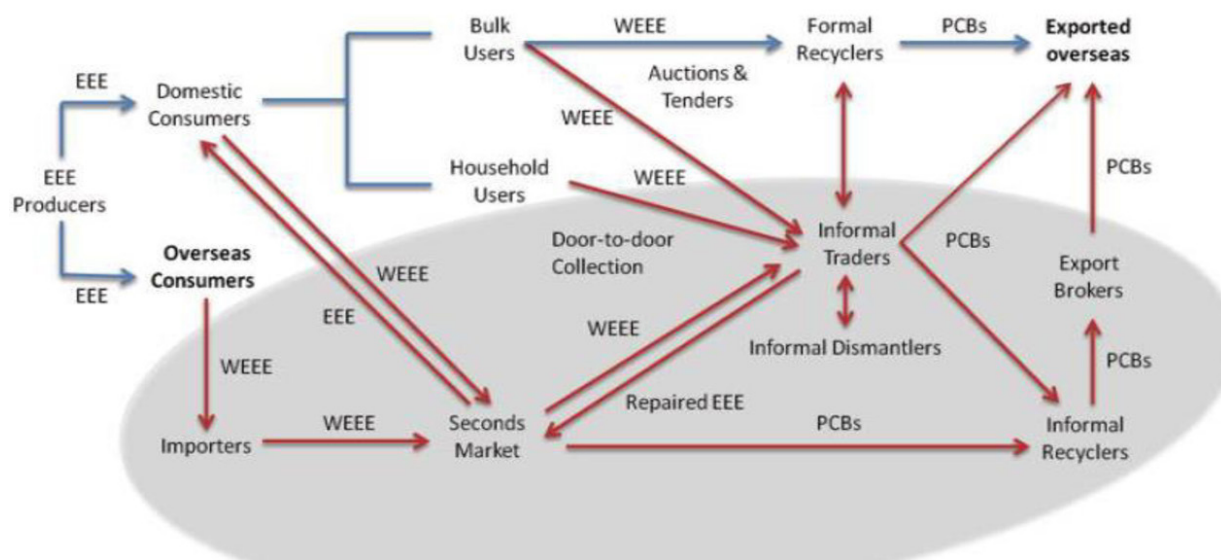 Bulk
Users
WEEE
Formal
Recyclers
PCBs
Exported
overseas
EEE
Domestic
Consumers
Auctions &
Tenders
WEEE
EEE
Producers
Household
Users
WEEE
PCBs
Overseas
Consumers
EEE
Door-to-door
Collection
Informal
Traders
PCBs
Export
Brokers
WEEE
EEE
WEEE
Informal Dismantlers
WEEE
PCBs
Repaired EEE
Importers
WEEE
Seconds
Market
PCBs
Informal
Recyclers